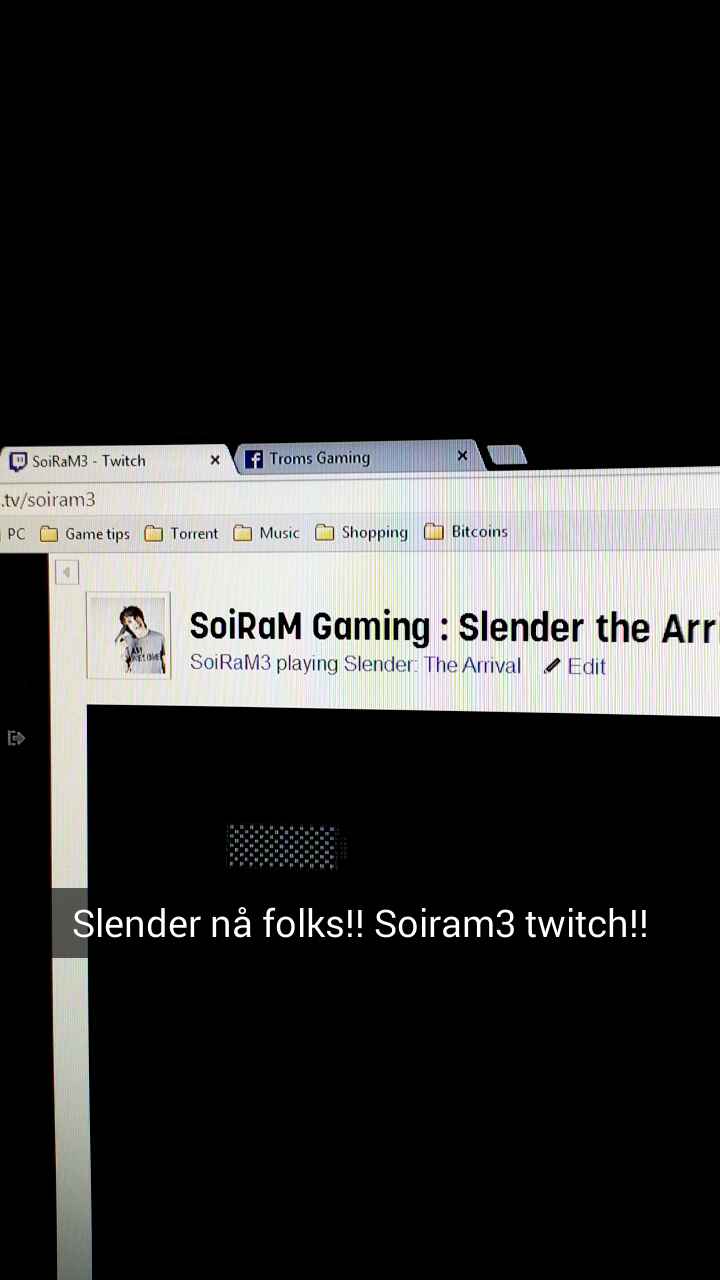 SoiRaM3 - Twitch
Troms Gaming
.tv/soiram3
PC Game tips Torrent Music Shopping Bitcoins
SoiRaM Gaming : Slender the Arri
SoiRaM3 playing Slender: The Arrival Edit
Slender nå folks!! Soiram3 twitch!!